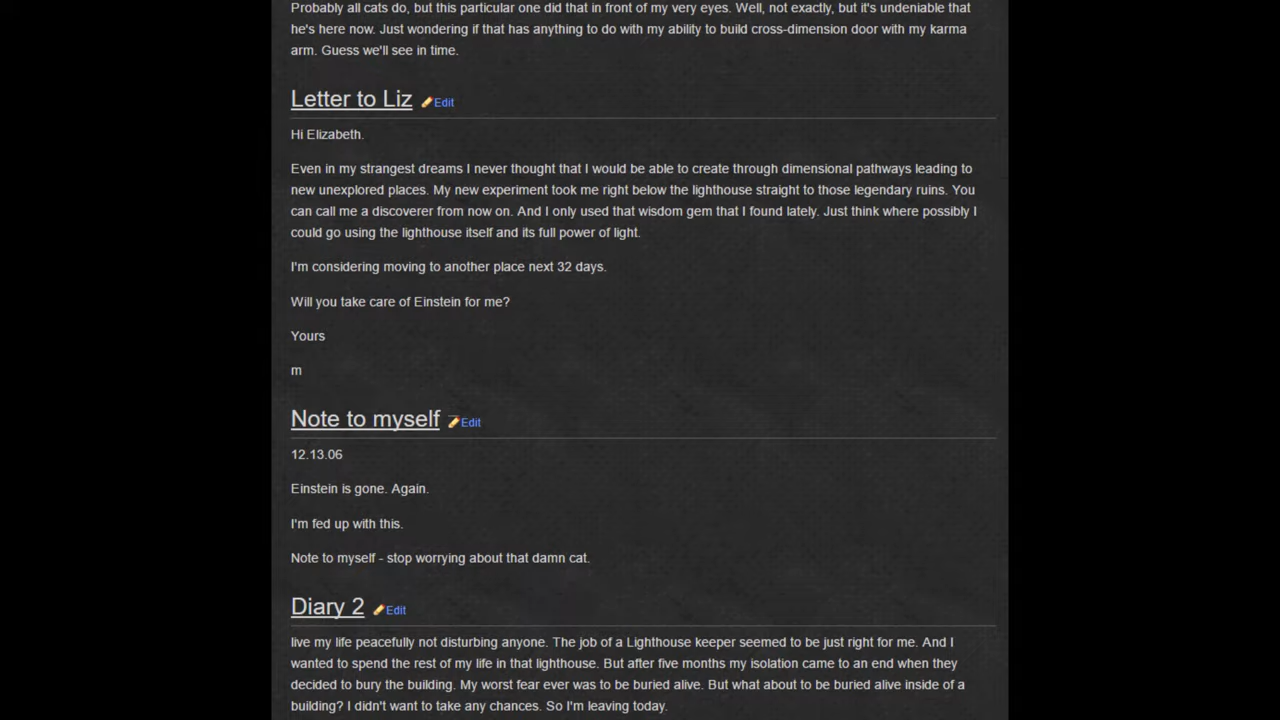 Probably all cats do, but this particular one did that in front of my very eyes. Well, not exactly, but it's undeniable that
he's here now. Just wondering if that has anything to do with my ability to build cross-dimension door with my karma
arm. Guess we'll see in time.
Letter to Liz Edit
Hi Elizabeth.
Even in my strangest dreams I never thought that I would be able to create through dimensional pathways leading to
new unexplored places. My new experiment took me right below the lighthouse straight to those legendary ruins. You
can call me a discoverer from now on. And I only used that wisdom gem that I found lately. Just think where possibly I
could go using the lighthouse itself and its full power of light.
I'm considering moving to another place next 32 days.
Will you take care of Einstein for me?
Yours
m
Note to myself Edit
12.13.06
Einstein is gone. Again.
I'm fed up with this.
Note to myself - stop worrying about that damn cat.
Diary 2 Edit
live my life peacefully not disturbing anyone. The job of a Lighthouse keeper seemed to be just right for me. And I
wanted to spend the rest of my life in that lighthouse. But after five months my isolation came to an end when they
decided to bury the building. My worst fear ever was to be buried alive. But what about to be buried alive inside of a
building? I didn't want to take any chances. So I'm leaving today.